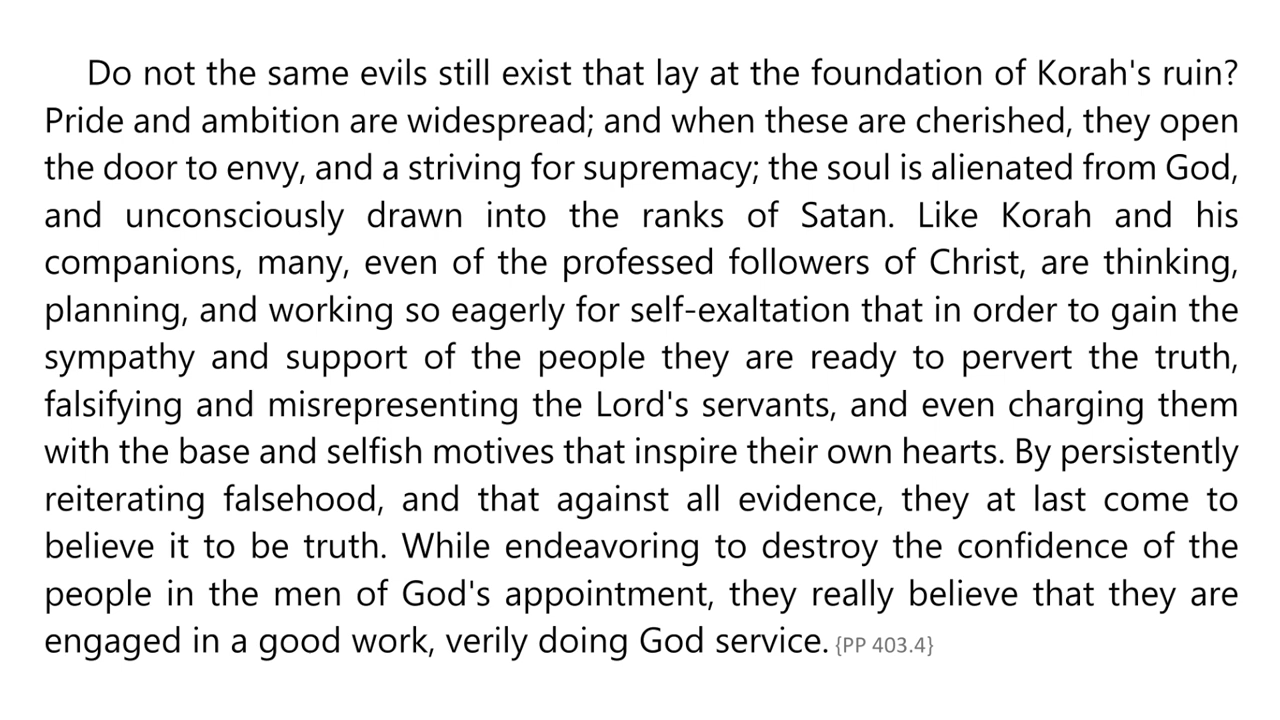 Do not the same evils still exist that lay at the foundation of Korah's ruin?
Pride and ambition are widespread; and when these are cherished, they open
the door to envy, and a striving for supremacy; the soul is alienated from God,
and unconsciously drawn into the ranks of Satan. Like Korah and his
companions, many, even of the professed followers of Christ, are thinking,
planning, and working so eagerly for self-exaltation that in order to gain the
sympathy and support of the people they are ready to pervert the truth,
falsifying and misrepresenting the Lord's servants, and even charging them
with the base and selfish motives that inspire their own hearts. By persistently
reiterating falsehood, and that against all evidence, they at last come to
believe it to be truth. While endeavoring to destroy the confidence of the
people in the men of God's appointment, they really believe that they are
engaged in a good work, verily doing God service. {PP 403.4}